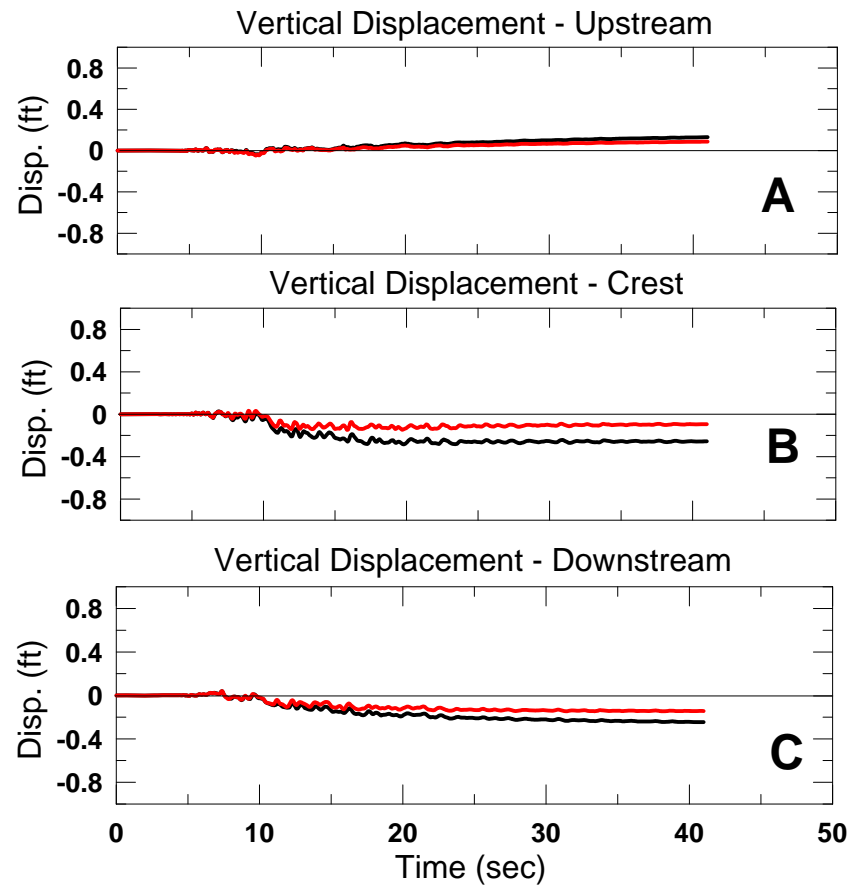 Vertical Displacement - Upstream
0.8
0.4
0
-0.4
-0.8
Disp. (ft)
A
Vertical Displacement - Crest
0.8
0.4
0
-0.4
-0.8
Disp. (ft)
B
Vertical Displacement - Downstream
0.8
0.4
0
-0.4
-0.8
Disp. (ft)
C
0 10 20 30 40 50
Time (sec)